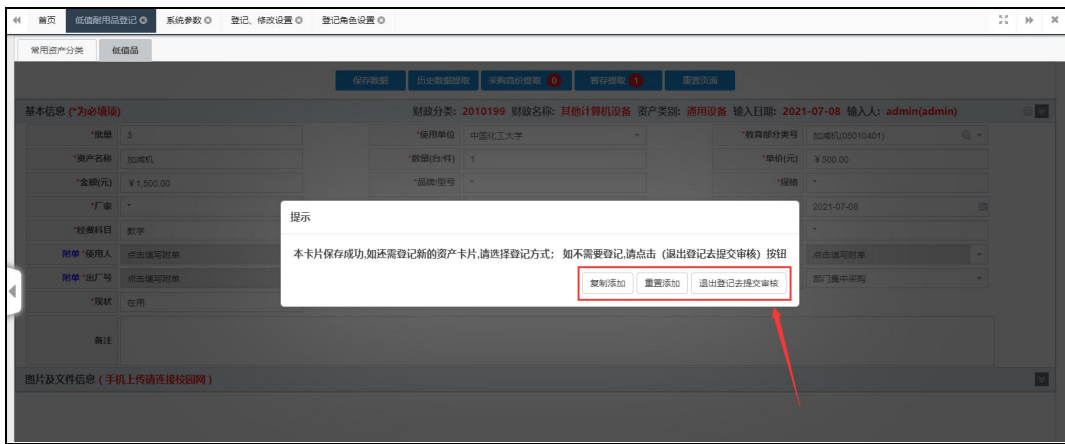 首页 低值耐用品登记 系统参数 登记、修改设置 登记角色设置
常用资产分类 低值品
保存数据 历史数据提取 采购竞价提取 0 暂存提取 1 重置页面
基本信息 (*为必填项) 财政分类: 2010199 财政名称: 其他计算机设备 资产类别: 通用设备 输入日期: 2021-07-08 输入人: admin(admin)
*批量 3 *使用单位 中国化工大学 *教育部分类号 加减机(05010401)
*资产名称 加减机 *数量(台/件) 1 *单价(元) ¥500.00
*金额(元) ¥1,500.00 *品牌/型号 * *规格 *
*厂家 * 2021-07-08
*经费科目 教学 *
附单 *使用人 点击填写附单 点击填写附单
附单 *出厂号 点击填写附单 部门集中采购
*现状 在用
备注
提示
本卡片保存成功,如还需登记新的资产卡片,请选择登记方式； 如不需要登记,请点击（退出登记去提交审核）按钮
复制添加 重置添加 退出登记去提交审核
图片及文件信息 ( 手机上传请连接校园网 )